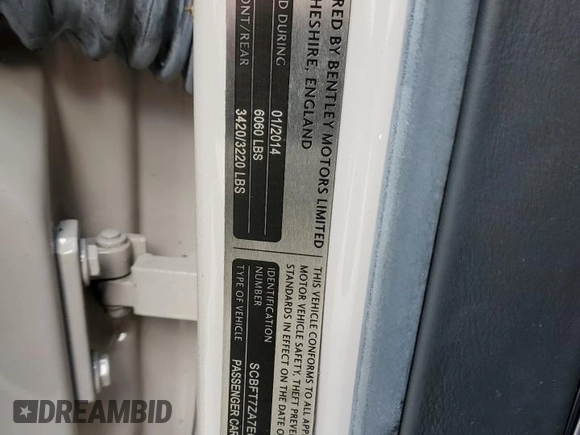 RED BY BENTLEY MOTORS LIMITED
HESHIRE, ENGLAND
D DURING 01/2014
6060 LBS
ONT/REAR 3420/3220 LBS
THIS VEHICLE CONFORMS TO ALL APP
MOTOR VEHICLE SAFETY, THEFT PREVE
STANDARDS IN EFFECT ON THE DATE O
IDENTIFICATION
NUMBER
SCBFT7ZA7E
TYPE OF VEHICLE
PASSENGER CAR
DREAMBID